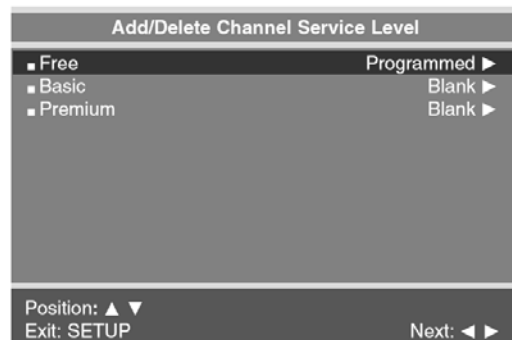 Add/Delete Channel Service Level
■ Free Programmed ▶
■ Basic Blank ▶
■ Premium Blank ▶
Position: ▲ ▼
Exit: SETUP Next: ◀ ▶